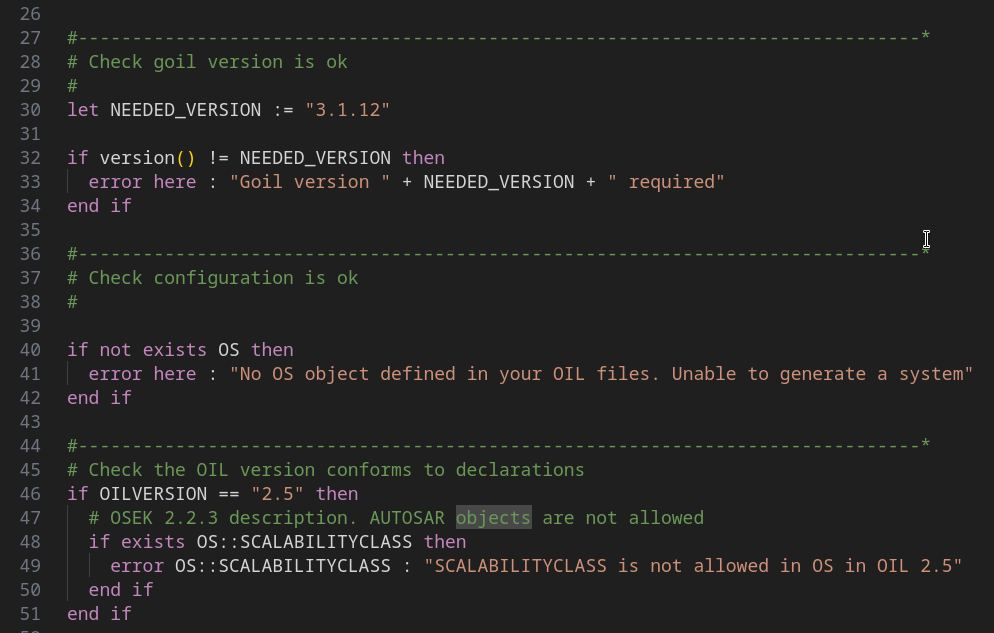 26
27 #------------------------------------------------------------------------------*
28 # Check goil version is ok
29 #
30 let NEEDED_VERSION := "3.1.12"
31
32 if version() != NEEDED_VERSION then
33   error here : "Goil version " + NEEDED_VERSION + " required"
34 end if
35
36 #------------------------------------------------------------------------------*
37 # Check configuration is ok
38 #
39
40 if not exists OS then
41   error here : "No OS object defined in your OIL files. Unable to generate a system"
42 end if
43
44 #------------------------------------------------------------------------------*
45 # Check the OIL version conforms to declarations
46 if OILVERSION == "2.5" then
47   # OSEK 2.2.3 description. AUTOSAR objects are not allowed
48   if exists OS::SCALABILITYCLASS then
49     error OS::SCALABILITYCLASS : "SCALABILITYCLASS is not allowed in OS in OIL 2.5"
50   end if
51 end if